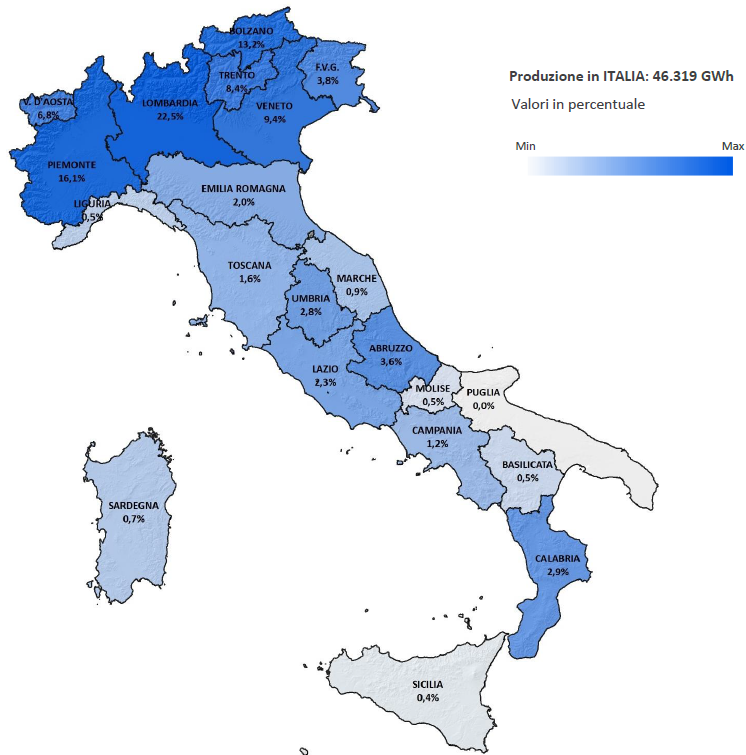 Produzione in ITALIA: 46.319 GWh
Valori in percentuale
Min Max
BOLZANO
13,2%
TRENTO
8,4%
F.V.G.
3,8%
V. D'AOSTA
6,8%
LOMBARDIA
22,5%
VENETO
9,4%
PIEMONTE
16,1%
LIGURIA
0,5%
EMILIA ROMAGNA
2,0%
TOSCANA
1,6%
MARCHE
0,9%
UMBRIA
2,8%
LAZIO
2,3%
ABRUZZO
3,6%
MOLISE
0,5%
PUGLIA
0,0%
CAMPANIA
1,2%
BASILICATA
0,5%
SARDEGNA
0,7%
CALABRIA
2,9%
SICILIA
0,4%